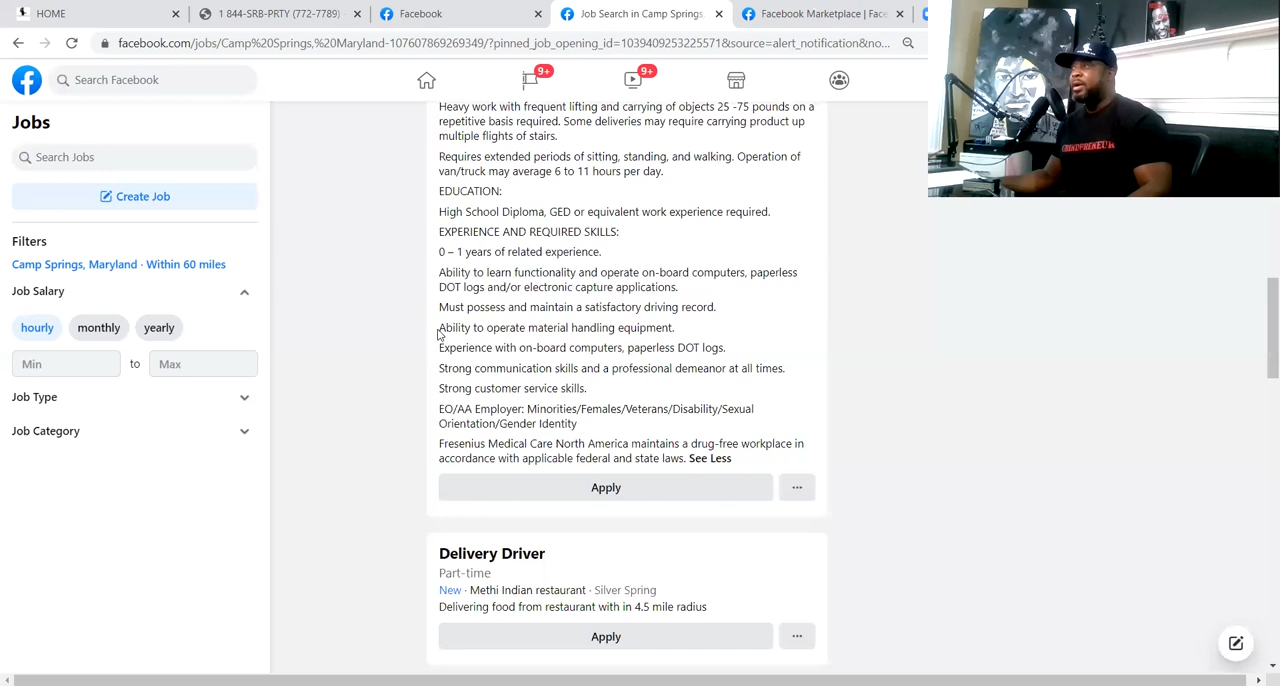 HOME
1 844-SRB-PRTY (772-7789)
Facebook
Job Search in Camp Springs,
Facebook Marketplace | Face
facebook.com/jobs/Camp%20Springs,%20Maryland-107607869269349/?pinned_job_opening_id=1039409253225571&source=alert_notification&no...
Search Facebook
9+
9+
Jobs
Search Jobs
Create Job
Filters
Camp Springs, Maryland · Within 60 miles
Job Salary
hourly
monthly
yearly
Min
to
Max
Job Type
Job Category
Heavy work with frequent lifting and carrying of objects 25 -75 pounds on a
repetitive basis required. Some deliveries may require carrying product up
multiple flights of stairs.
Requires extended periods of sitting, standing, and walking. Operation of
van/truck may average 6 to 11 hours per day.
EDUCATION:
High School Diploma, GED or equivalent work experience required.
EXPERIENCE AND REQUIRED SKILLS:
0 – 1 years of related experience.
Ability to learn functionality and operate on-board computers, paperless
DOT logs and/or electronic capture applications.
Must possess and maintain a satisfactory driving record.
Ability to operate material handling equipment.
Experience with on-board computers, paperless DOT logs.
Strong communication skills and a professional demeanor at all times.
Strong customer service skills.
EO/AA Employer: Minorities/Females/Veterans/Disability/Sexual
Orientation/Gender Identity
Fresenius Medical Care North America maintains a drug-free workplace in
accordance with applicable federal and state laws. See Less
Apply
Delivery Driver
Part-time
New · Methi Indian restaurant · Silver Spring
Delivering food from restaurant with in 4.5 mile radius
Apply